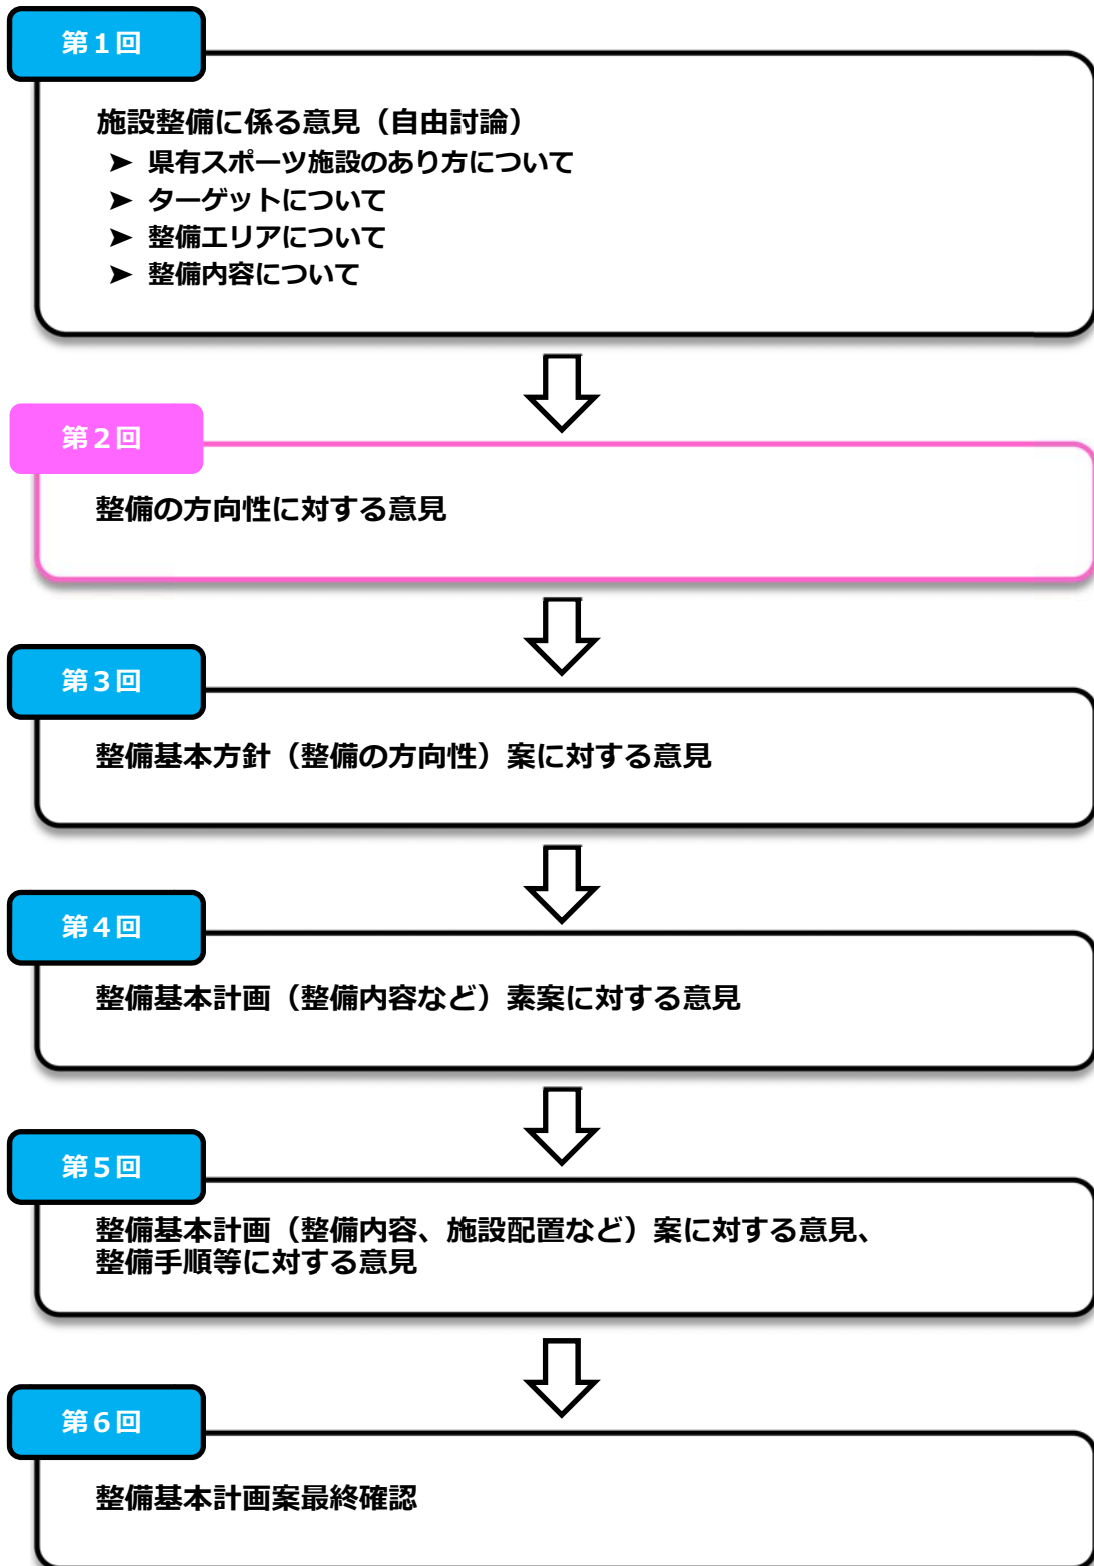 第１回
施設整備に係る意見（自由討論）
➤ 県有スポーツ施設のあり方について
➤ ターゲットについて
➤ 整備エリアについて
➤ 整備内容について
第２回
整備の方向性に対する意見
第３回
整備基本方針（整備の方向性）案に対する意見
第４回
整備基本計画（整備内容など）素案に対する意見
第５回
整備基本計画（整備内容、施設配置など）案に対する意見、
整備手順等に対する意見
第６回
整備基本計画案最終確認